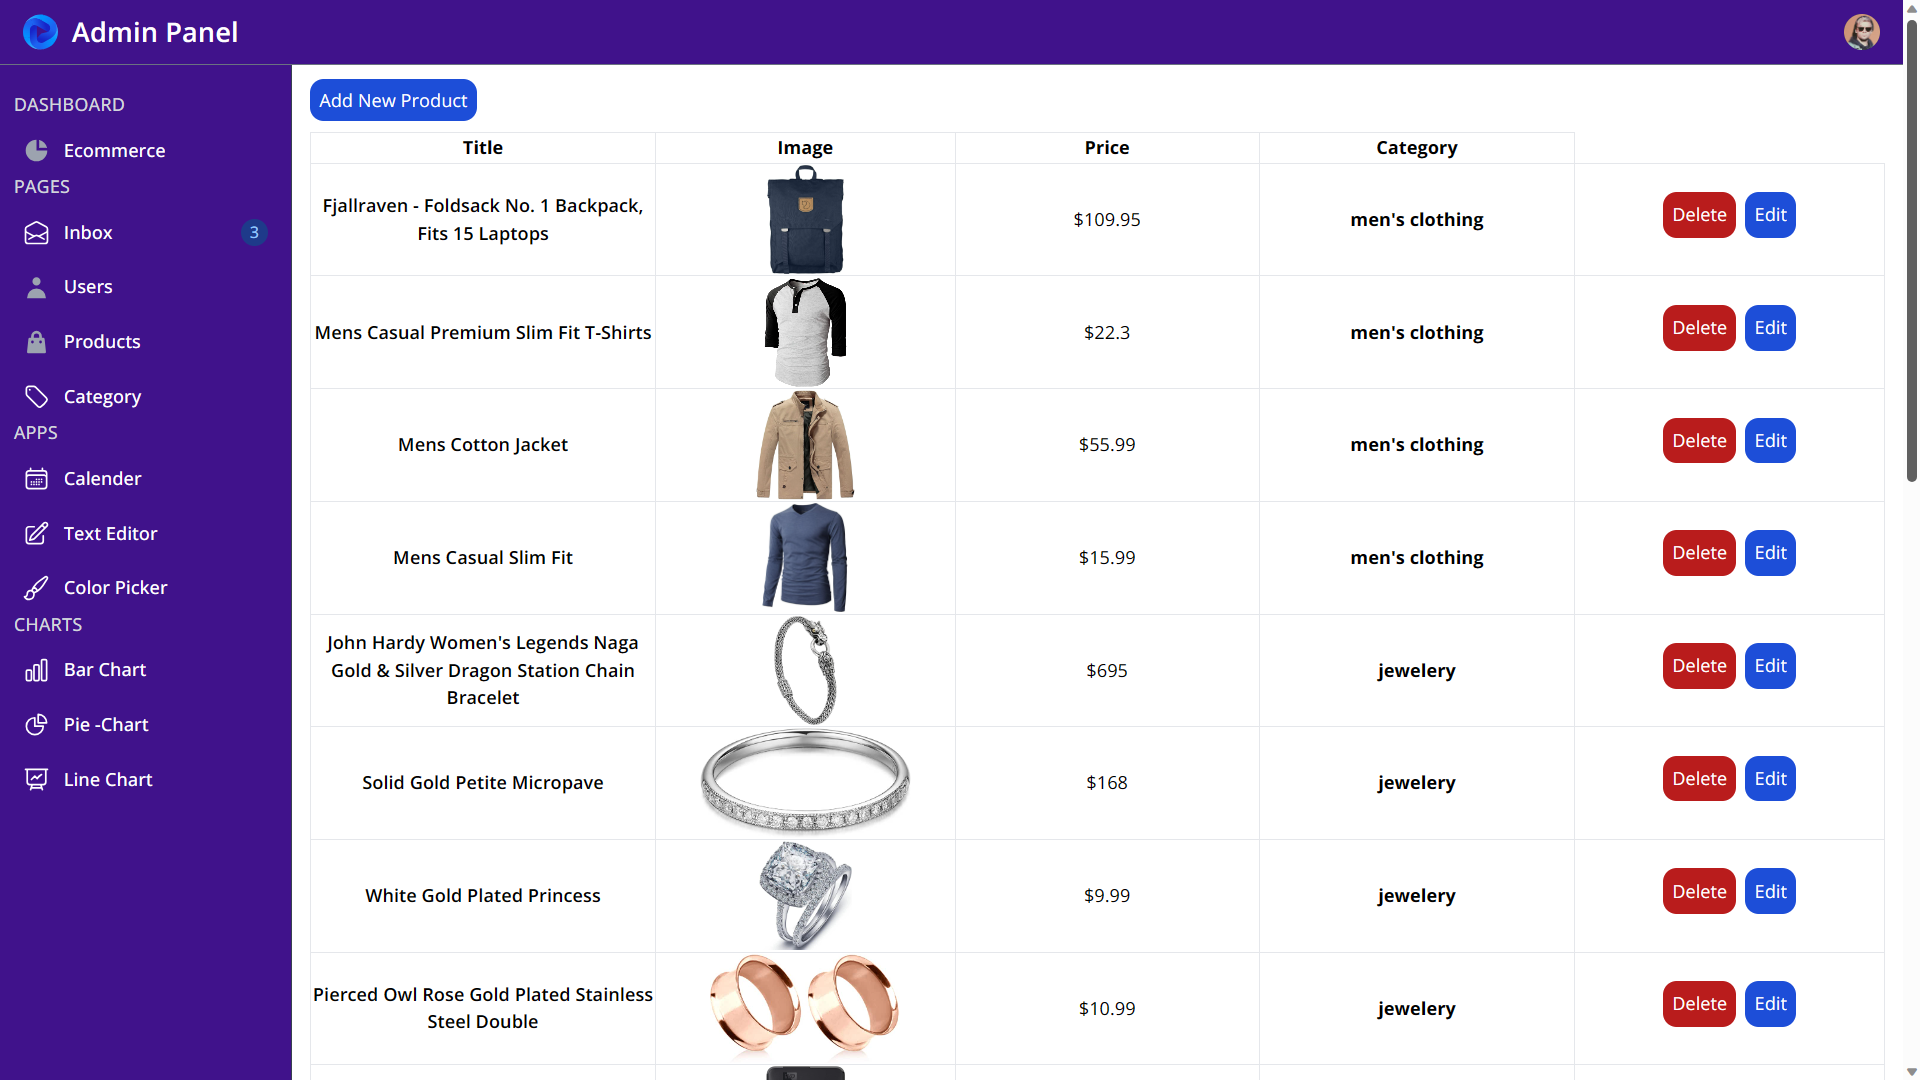 Admin Panel
DASHBOARD
Ecommerce
PAGES
Inbox 3
Users
Products
Category
APPS
Calender
Text Editor
Color Picker
CHARTS
Bar Chart
Pie -Chart
Line Chart
Add New Product
Title Image Price Category
Fjallraven - Foldsack No. 1 Backpack,
Fits 15 Laptops
$109.95 men's clothing Delete Edit
Mens Casual Premium Slim Fit T-Shirts $22.3 men's clothing Delete Edit
Mens Cotton Jacket $55.99 men's clothing Delete Edit
Mens Casual Slim Fit $15.99 men's clothing Delete Edit
John Hardy Women's Legends Naga
Gold & Silver Dragon Station Chain
Bracelet
$695 jewelery Delete Edit
Solid Gold Petite Micropave $168 jewelery Delete Edit
White Gold Plated Princess $9.99 jewelery Delete Edit
Pierced Owl Rose Gold Plated Stainless
Steel Double
$10.99 jewelery Delete Edit